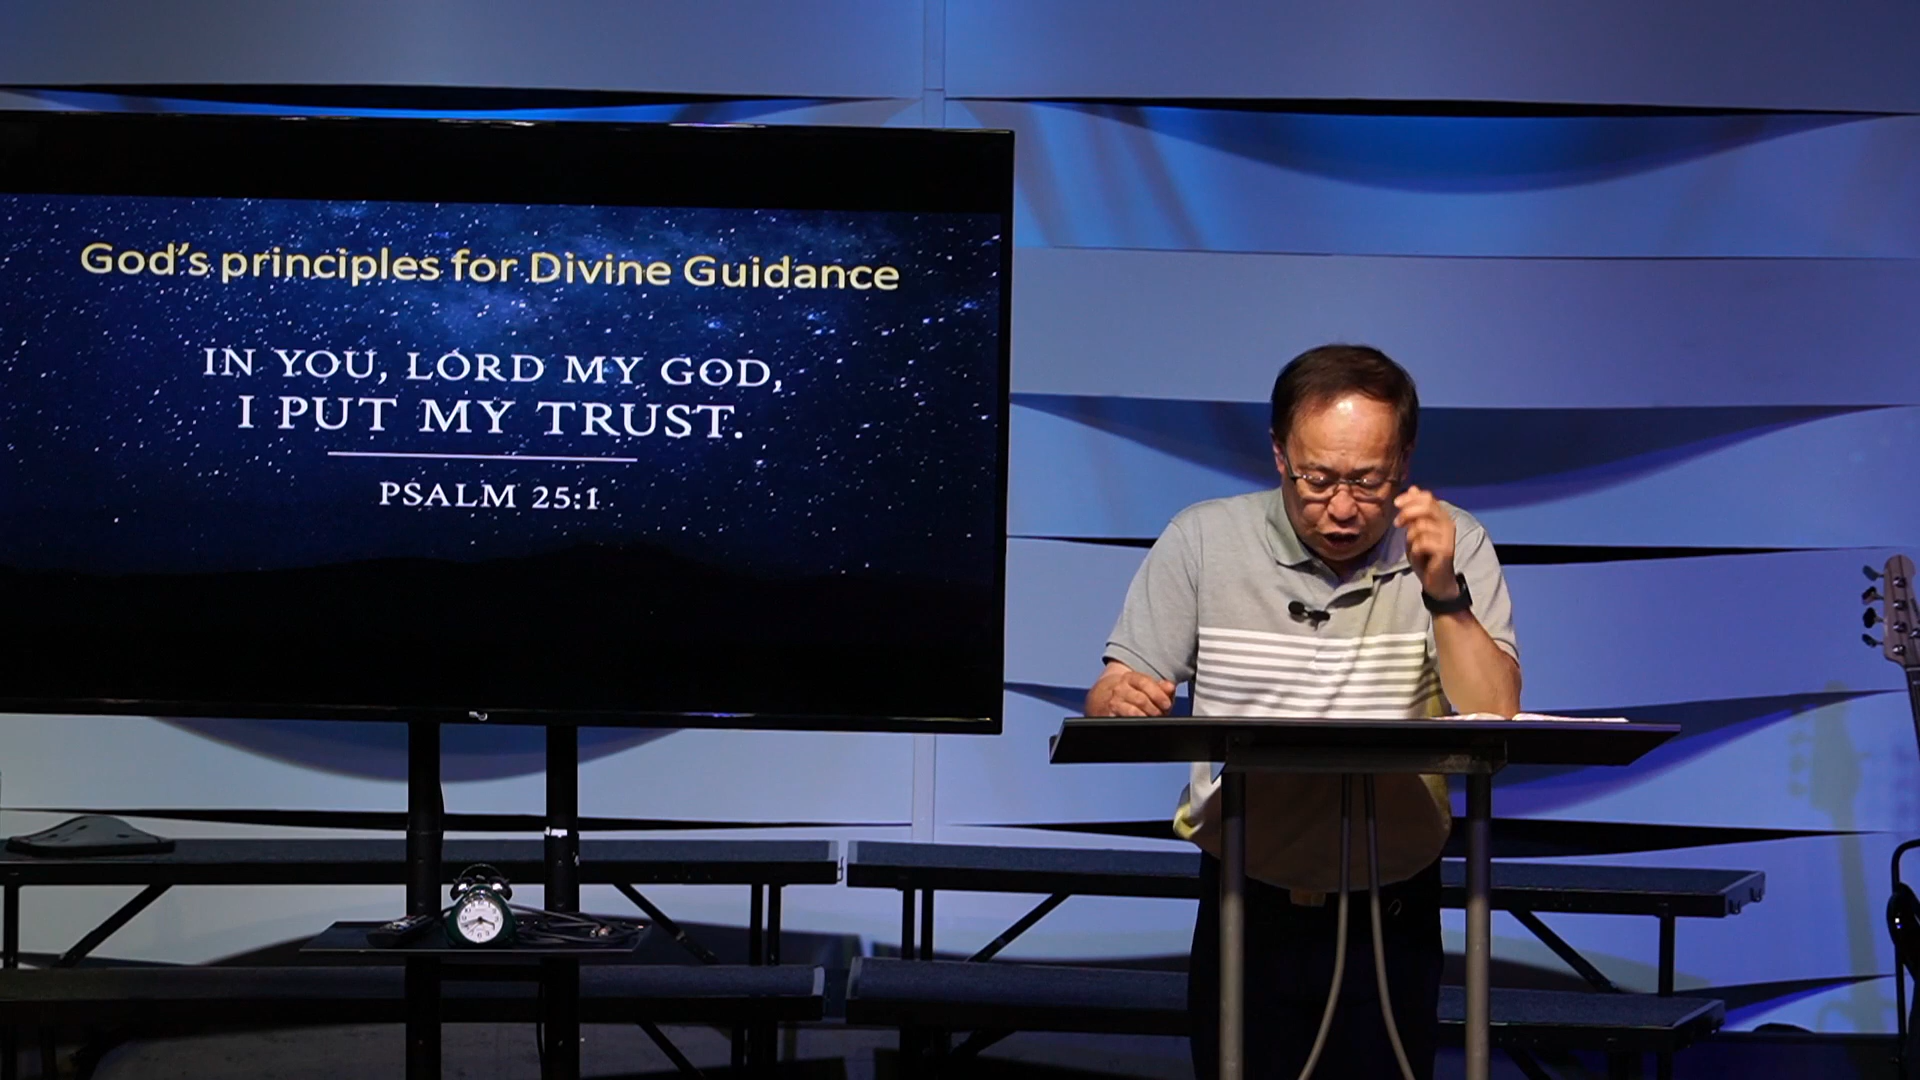 God's principles for Divine Guidance
IN YOU, LORD MY GOD,
I PUT MY TRUST.
PSALM 25:1